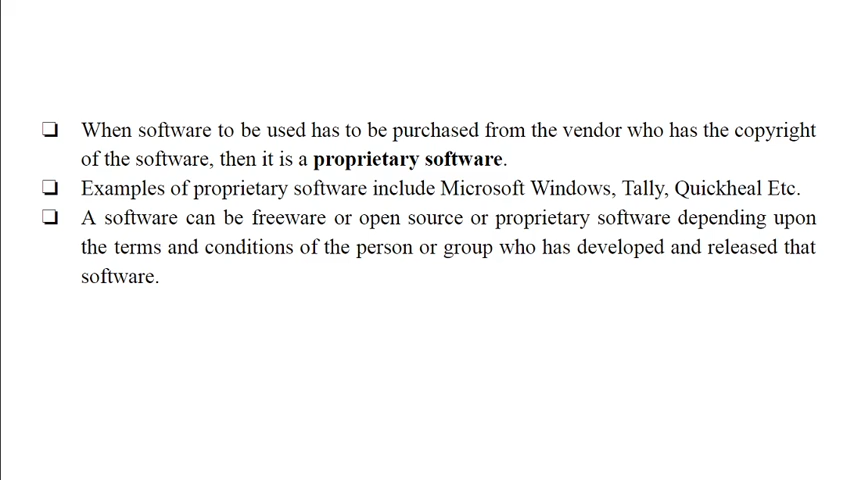 ❏ When software to be used has to be purchased from the vendor who has the copyright
of the software, then it is a proprietary software.
❏ Examples of proprietary software include Microsoft Windows, Tally, Quickheal Etc.
❏ A software can be freeware or open source or proprietary software depending upon
the terms and conditions of the person or group who has developed and released that
software.